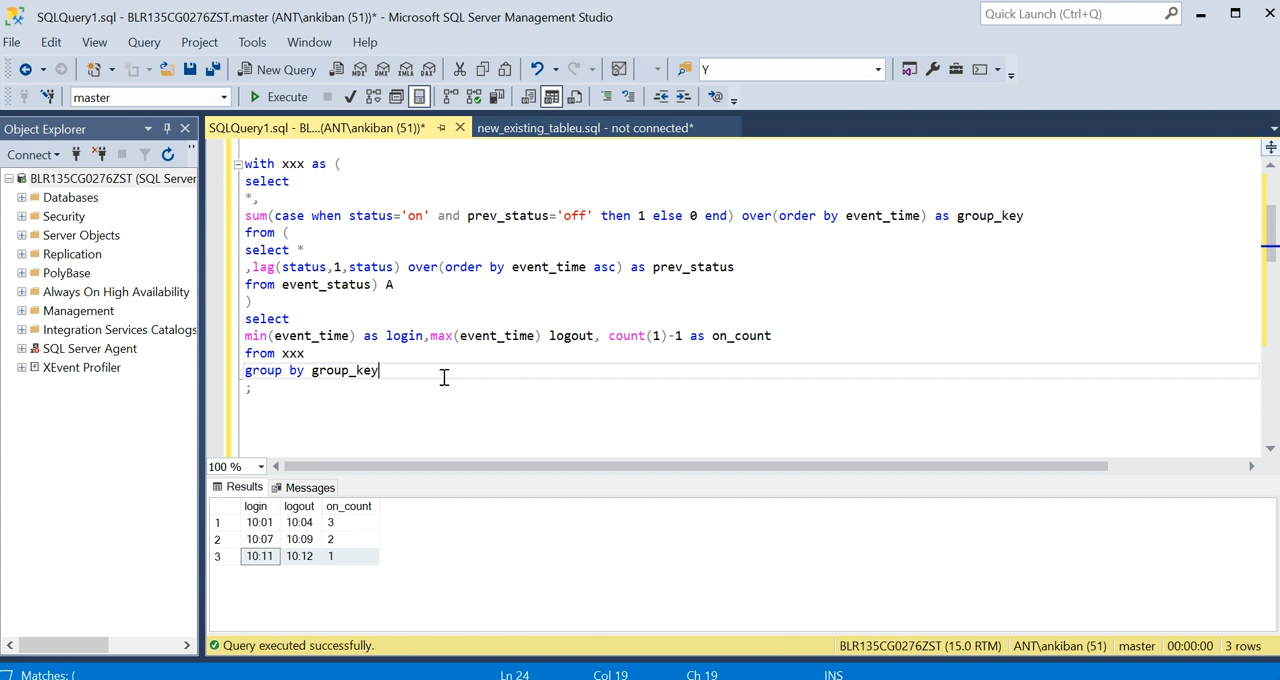 SQLQuery1.sql - BLR135CG0276ZST.master (ANT\ankiban (51))* - Microsoft SQL Server Management Studio
Quick Launch (Ctrl+Q)
File Edit View Query Project Tools Window Help
New Query MDX DMX XMLA DAX Y
master Execute
Object Explorer
SQLQuery1.sql - BL...(ANT\ankiban (51))* new_existing_tableu.sql - not connected*
Connect
BLR135CG0276ZST (SQL Server
Databases
Security
Server Objects
Replication
PolyBase
Always On High Availability
Management
Integration Services Catalogs
SQL Server Agent
XEvent Profiler
with xxx as (
select
*,
sum(case when status='on' and prev_status='off' then 1 else 0 end) over(order by event_time) as group_key
from (
select *
,lag(status,1,status) over(order by event_time asc) as prev_status
from event_status) A
)
select
min(event_time) as login,max(event_time) logout, count(1)-1 as on_count
from xxx
group by group_key
;
100 %
Results Messages
login logout on_count
1 10:01 10:04 3
2 10:07 10:09 2
3 10:11 10:12 1
Query executed successfully. BLR135CG0276ZST (15.0 RTM) ANT\ankiban (51) master 00:00:00 3 rows
Matches: ( Ln 24 Col 19 Ch 19 INS